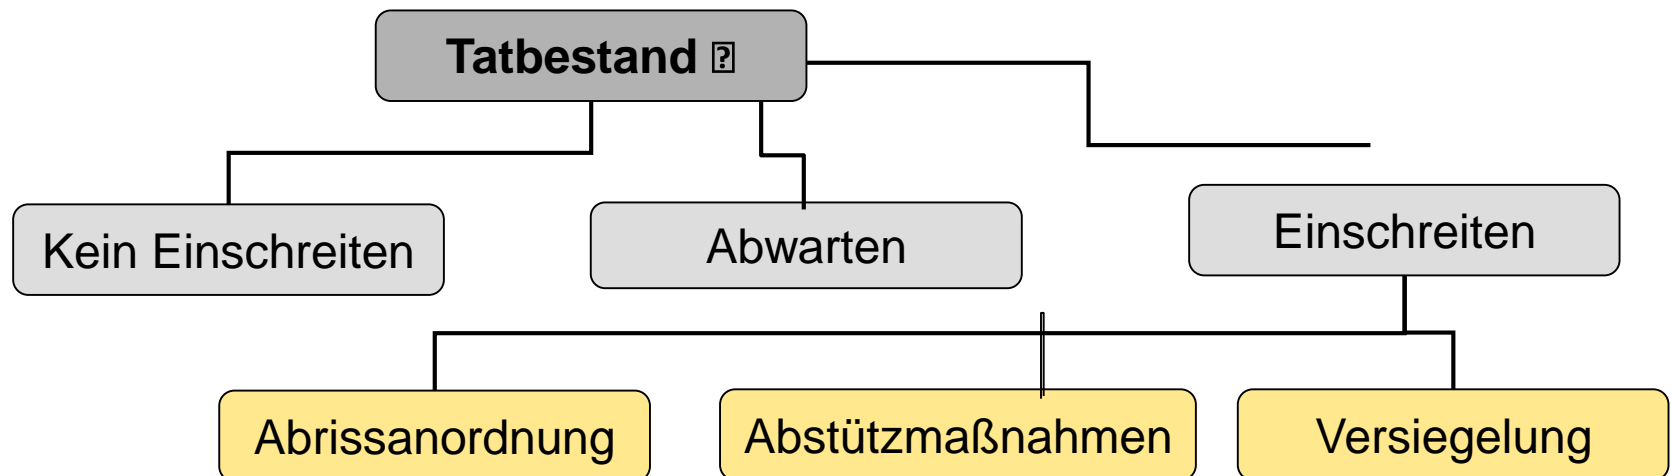 Tatbestand ⍰
Kein Einschreiten
Abwarten
Einschreiten
Abrissanordnung
Abstützmaßnahmen
Versiegelung